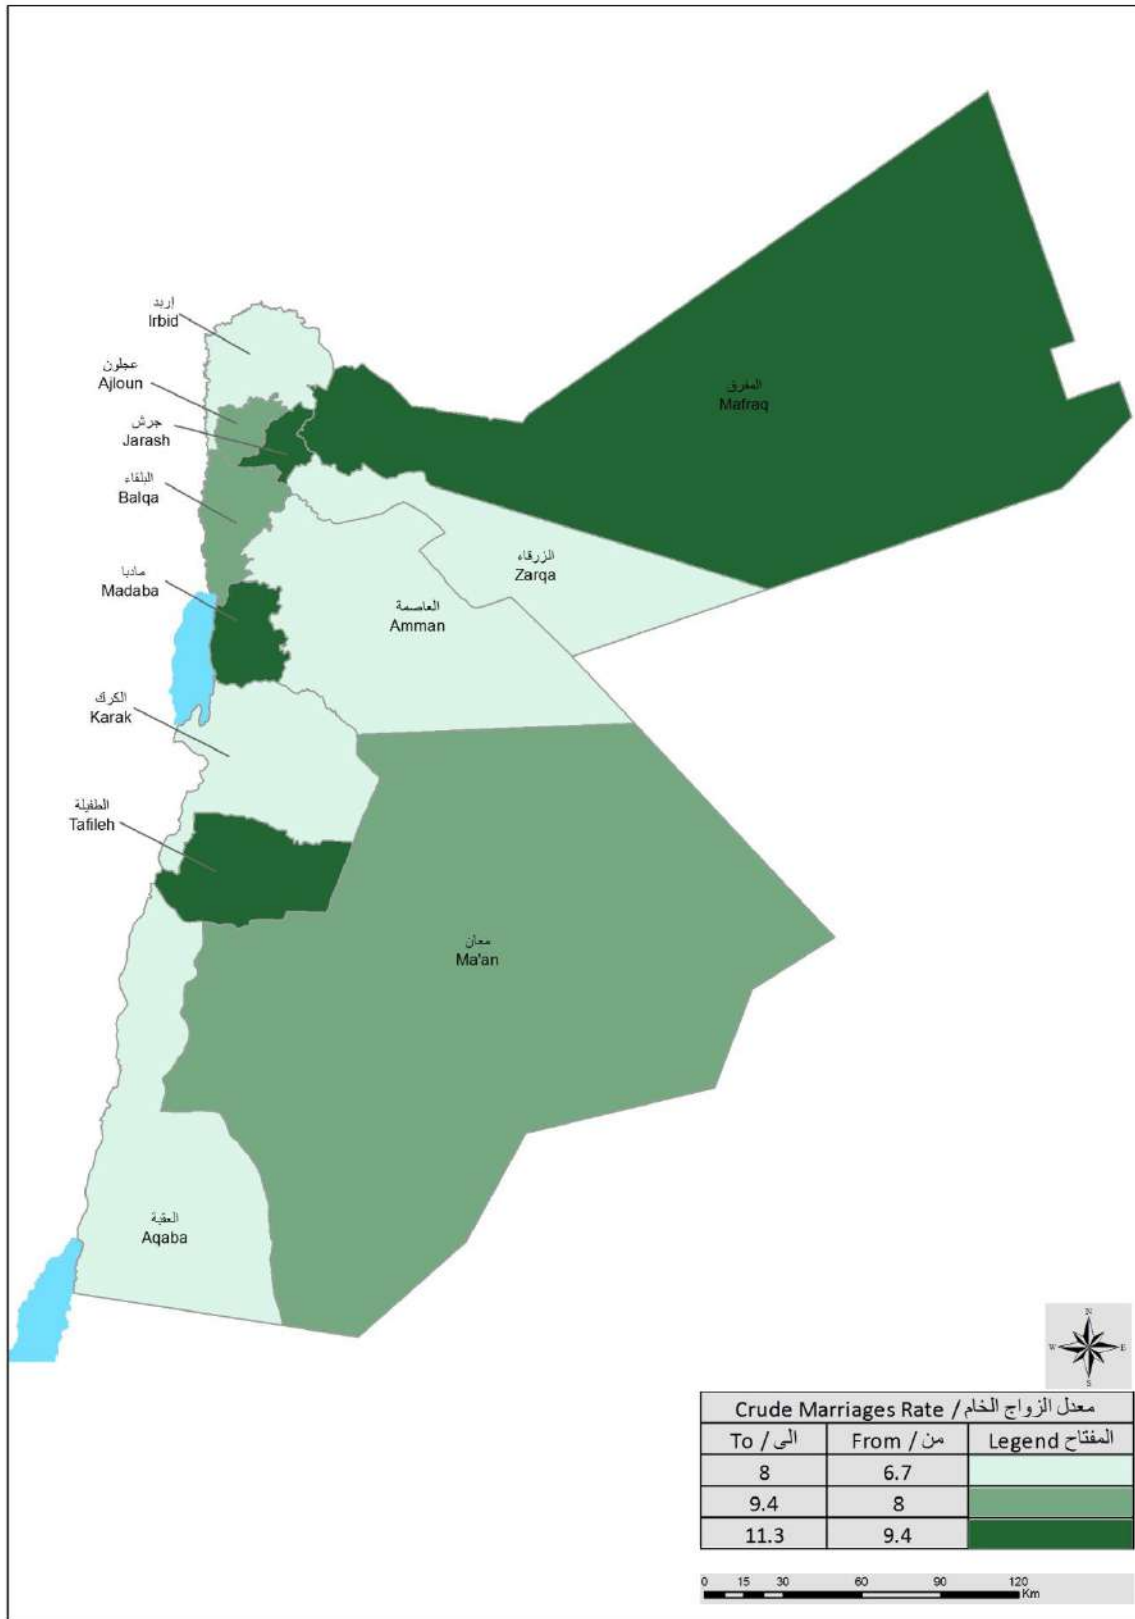 إربد
Irbid
عجلون
Ajloun
جرش
Jarash
البلقاء
Balqa
مادبا
Madaba
الكرك
Karak
الطفيلة
Tafileh
المفرق
Mafraq
الزرقاء
Zarqa
العاصمة
Amman
معان
Ma'an
العقبة
Aqaba
N
W E
S
Crude Marriages Rate / معدل الزواج الخام
To / الى From / من Legend المفتاح
8 6.7
9.4 8
11.3 9.4
0 15 30 60 90 120
Km